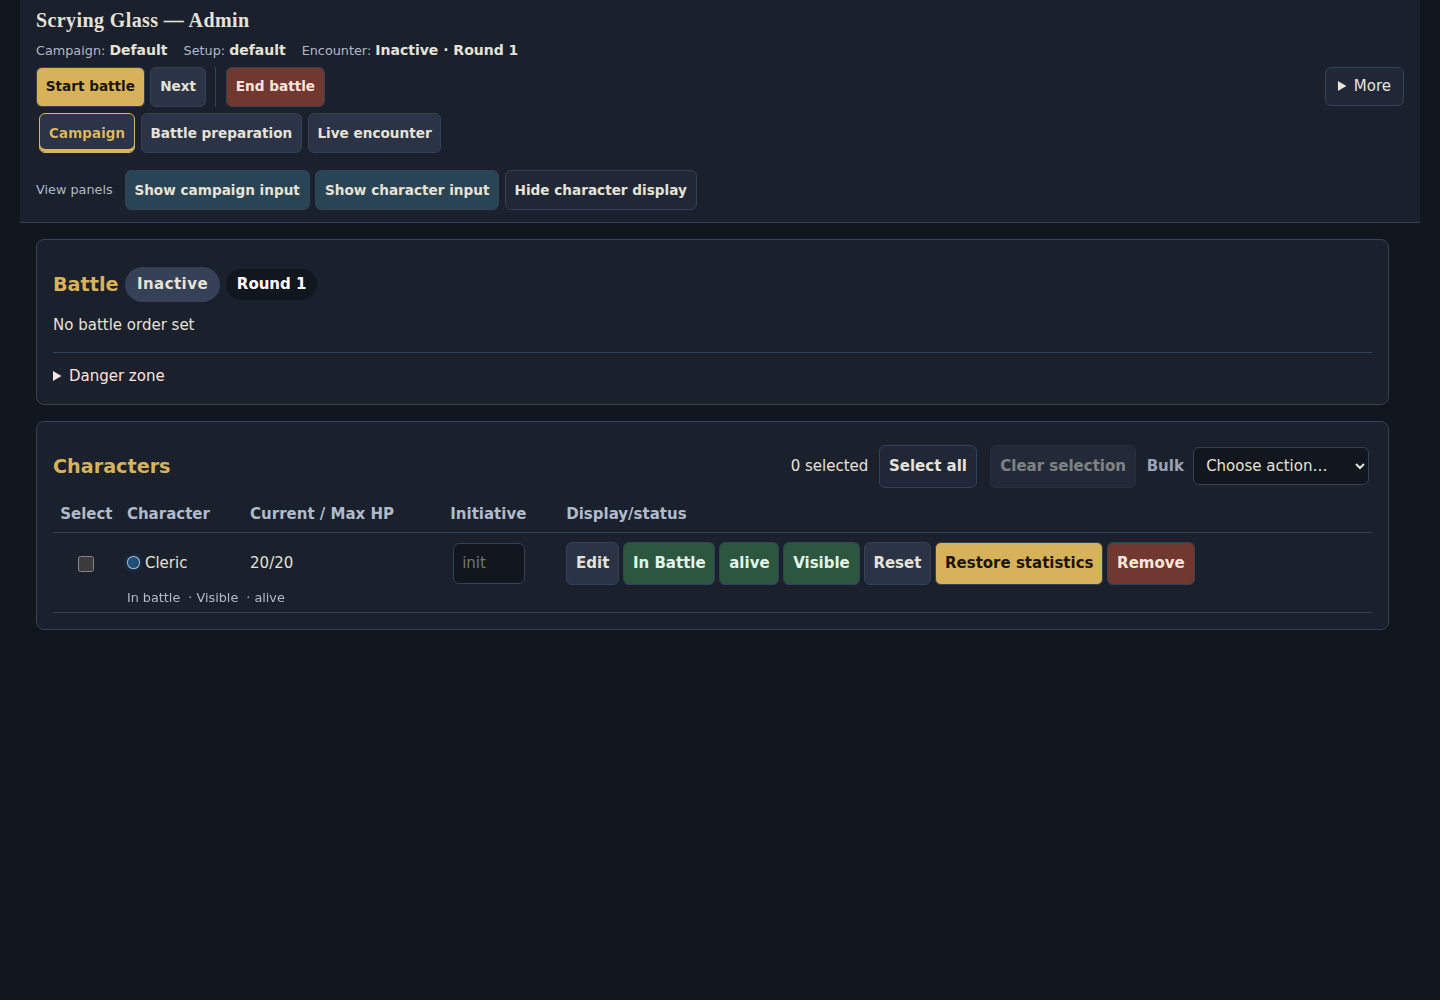 Scrying Glass — Admin
Campaign: Default Setup: default Encounter: Inactive · Round 1
Start battle Next End battle ▶ More
Campaign Battle preparation Live encounter
View panels Show campaign input Show character input Hide character display
Battle Inactive Round 1
No battle order set
▶ Danger zone
Characters 0 selected Select all Clear selection Bulk Choose action...
Select Character Current / Max HP Initiative Display/status
Cleric 20/20 init Edit In Battle alive Visible Reset Restore statistics Remove
In battle · Visible · alive